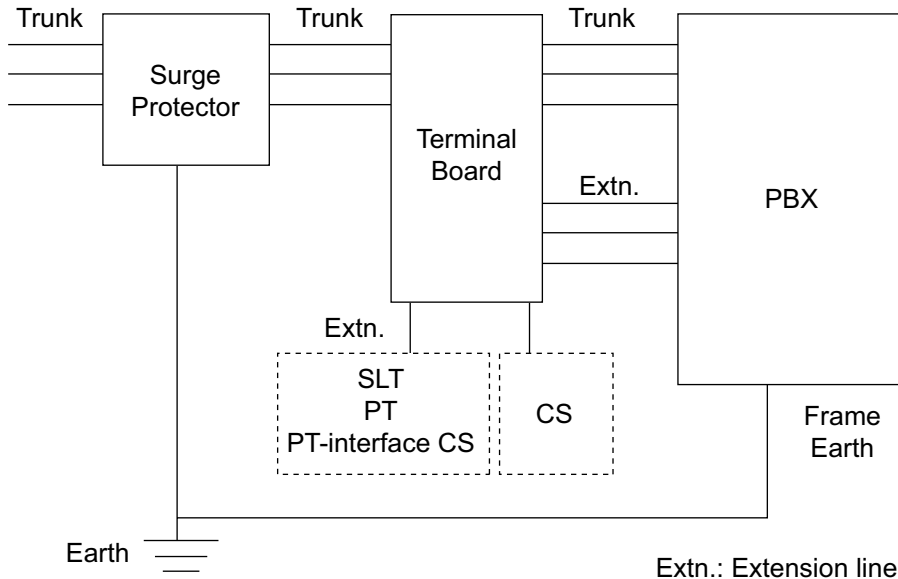 Trunk
Trunk
Trunk
Surge
Protector
Terminal
Board
Extn.
PBX
Extn.
SLT
PT
PT-interface CS
CS
Frame
Earth
Earth
Extn.: Extension line